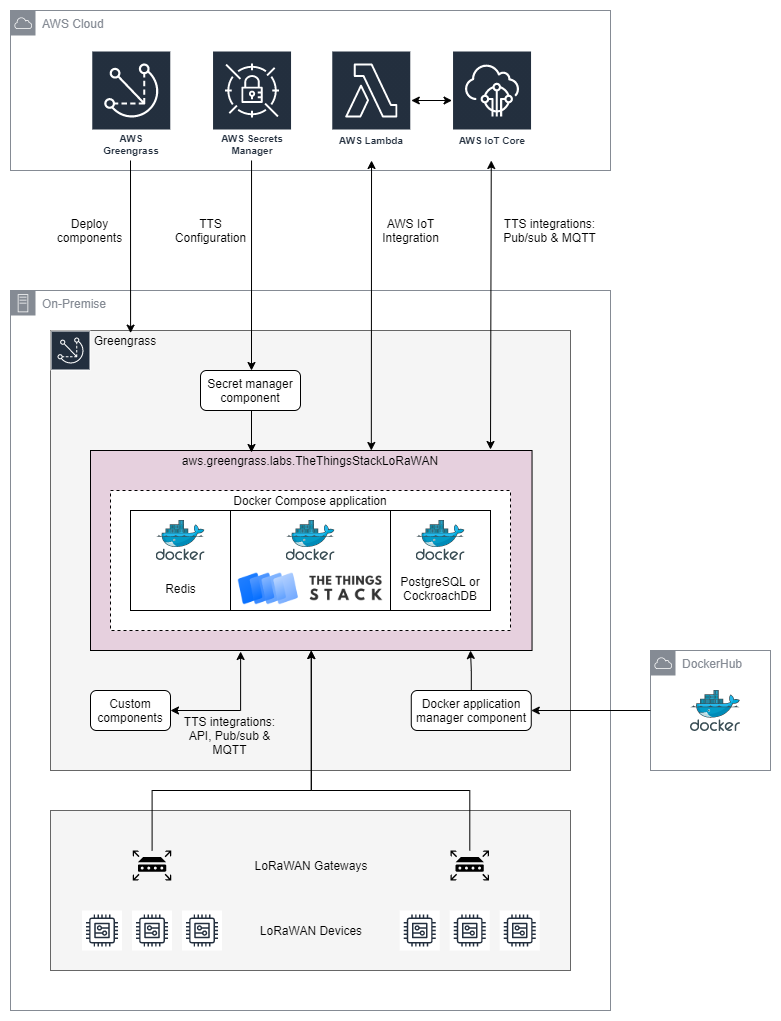 AWS Cloud
AWS
Greengrass
AWS Secrets
Manager
AWS Lambda
AWS IoT Core
Deploy
components
TTS
Configuration
AWS IoT
Integration
TTS integrations:
Pub/sub & MQTT
On-Premise
Greengrass
Secret manager
component
aws.greengrass.labs.TheThingsStackLoRaWAN
Docker Compose application
docker
docker
docker
Redis
THE THINGS
STACK
PostgreSQL or
CockroachDB
Custom
components
TTS integrations:
API, Pub/sub &
MQTT
Docker application
manager component
DockerHub
docker
LoRaWAN Gateways
LoRaWAN Devices